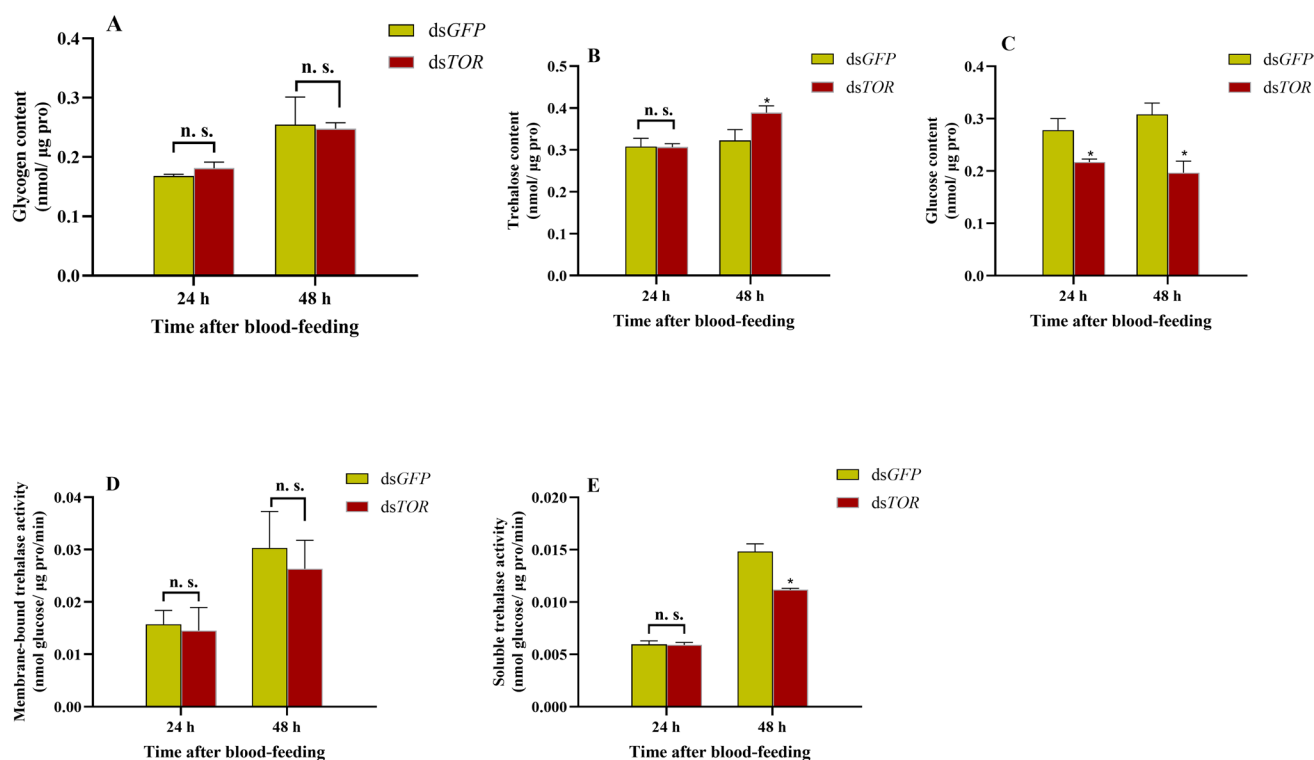 A
dsGFP
dsTOR
Glycogen content
(nmol/ μg pro)
0.4
0.3
0.2
0.1
0.0
n. s.
n. s.
24 h
48 h
Time after blood-feeding
B
dsGFP
dsTOR
Trehalose content
(nmol/ μg pro)
0.5
0.4
0.3
0.2
0.1
0.0
n. s.
*
24 h
48 h
Time after blood-feeding
C
dsGFP
dsTOR
Glucose content
(nmol/ μg pro)
0.4
0.3
0.2
0.1
0.0
*
*
24 h
48 h
Time after blood-feeding
D
dsGFP
dsTOR
Membrane-bound trehalase activity
(nmol glucose/ μg pro/min)
0.04
0.03
0.02
0.01
0.00
n. s.
n. s.
24 h
48 h
Time after blood-feeding
E
dsGFP
dsTOR
Soluble trehalase activity
(nmol glucose/ μg pro/min)
0.020
0.015
0.010
0.005
0.000
n. s.
*
24 h
48 h
Time after blood-feeding